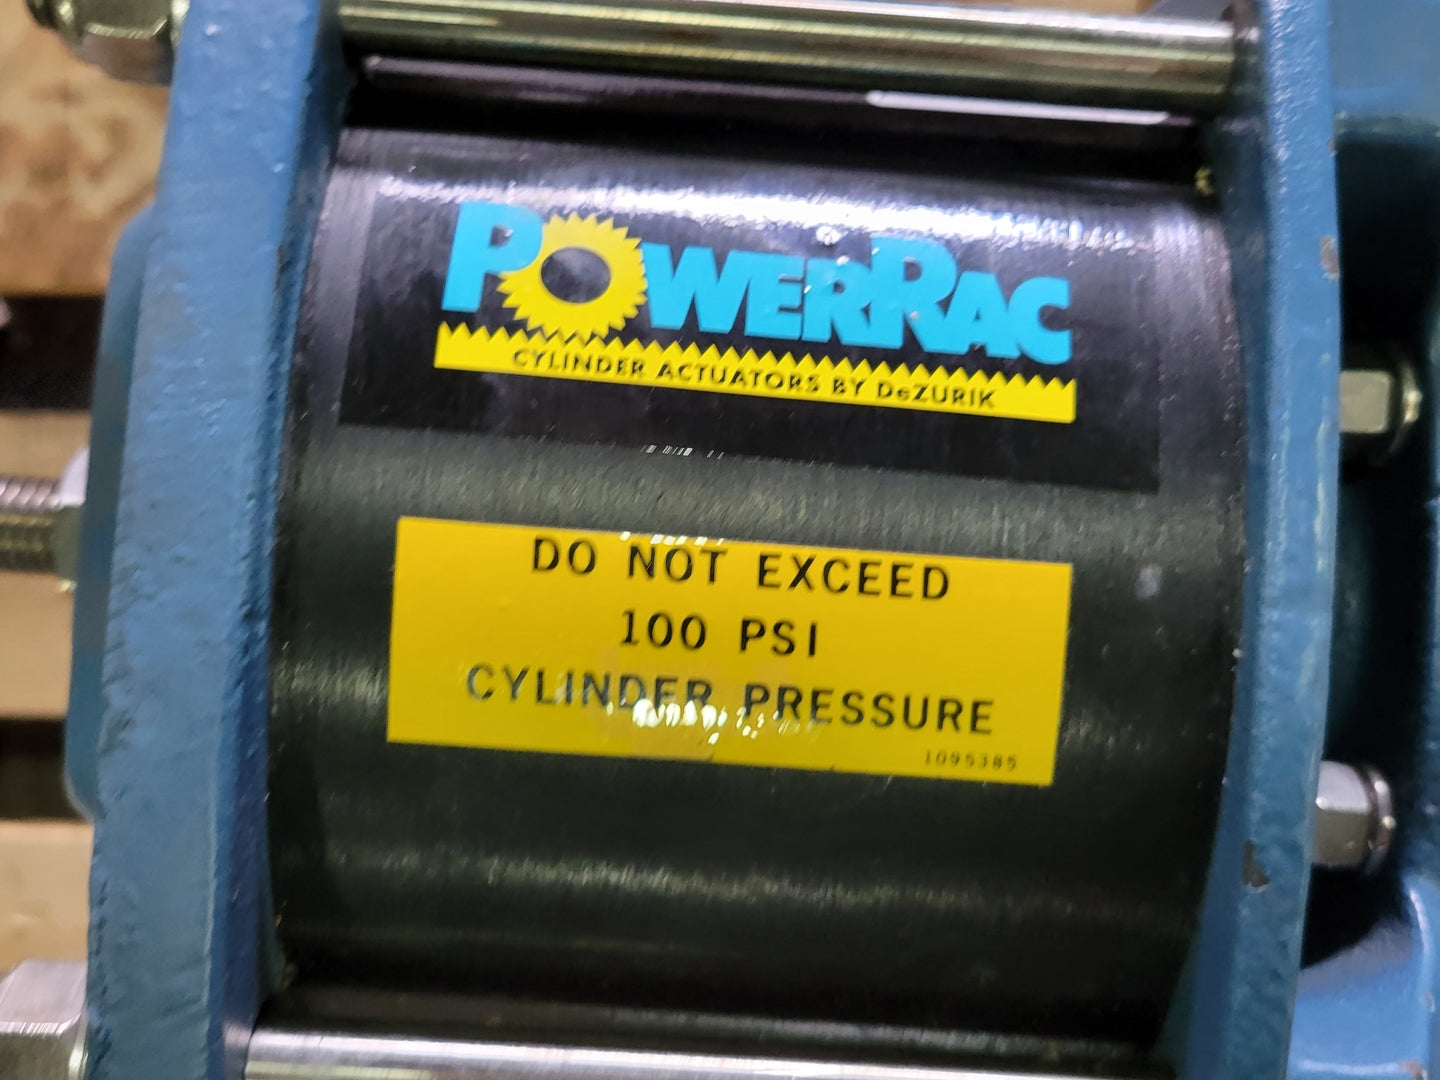 POWERRAC
CYLINDER ACTUATORS BY DeZURIK
DO NOT EXCEED
100 PSI
CYLINDER PRESSURE
1095385